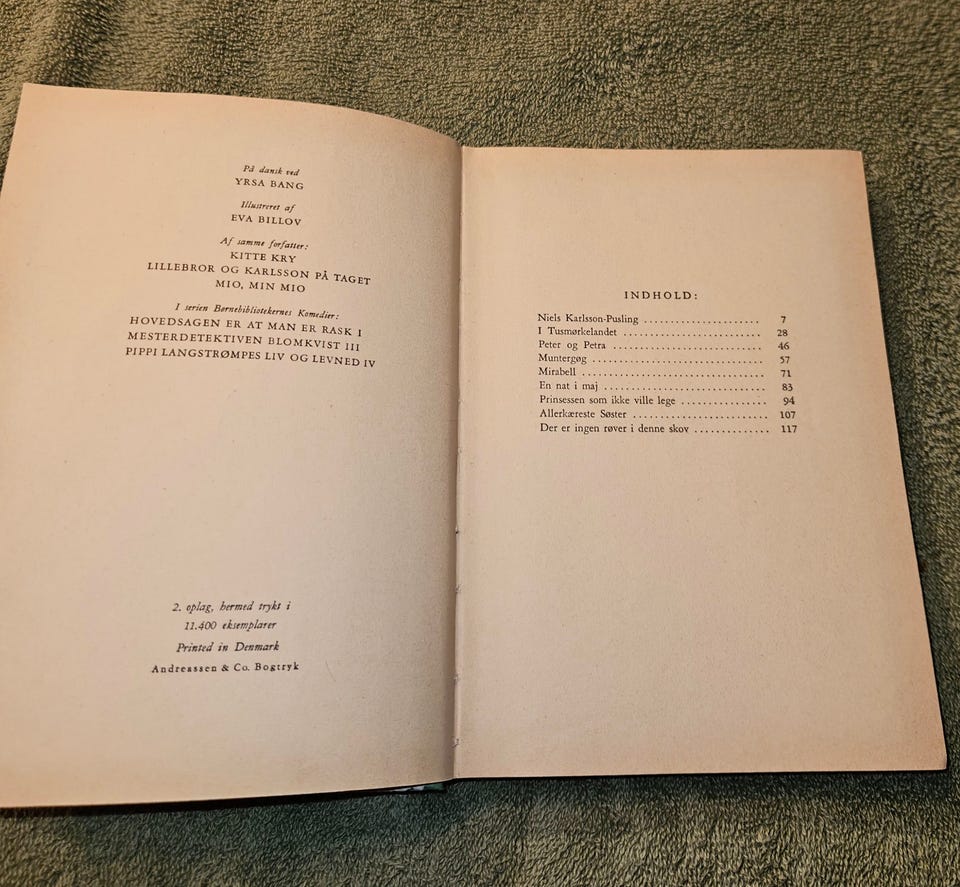 På dansk ved
YRSA BANG
Illustreret af
EVA BILLOV
Af samme forfatter:
KITTE KRY
LILLEBROR OG KARLSSON PÅ TAGET
MIO, MIN MIO
I serien Børnebibliotekernes Komedier:
HOVEDSAGEN ER AT MAN ER RASK I
MESTERDETEKTIVEN BLOMKVIST III
PIPPI LANGSTRØMPES LIV OG LEVNED IV
2. oplag, hermed trykt i
11.400 eksemplarer
Printed in Denmark
Andreassen & Co. Bogtryk
INDHOLD:
Niels Karlsson-Pusling .................... 7
I Tusmørkelandet ........................ 28
Peter og Petra .......................... 46
Muntergøg .............................. 57
Mirabell ................................ 71
En nat i maj ............................ 83
Prinsessen som ikke ville lege ............... 94
Allerkæreste Søster ....................... 107
Der er ingen røver i denne skov ............. 117